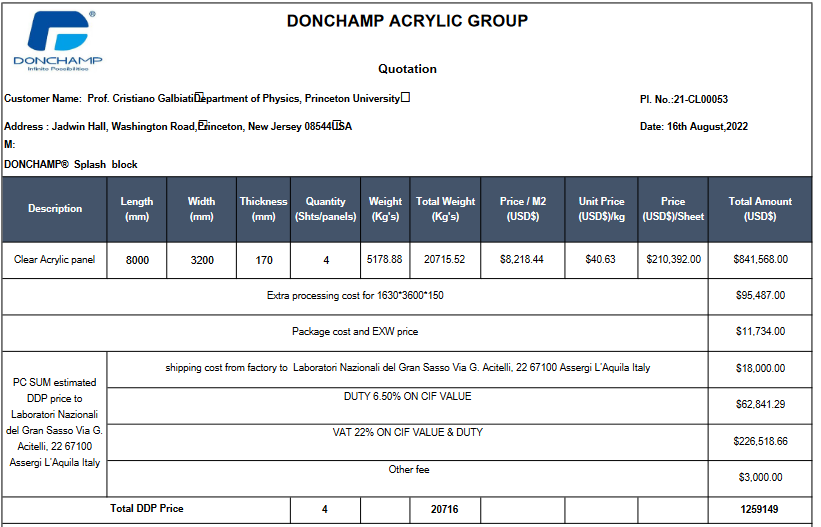 DONCHAMP ACRYLIC GROUP
DONCHAMP
Infinite Possibilities
Quotation
Customer Name: Prof. Cristiano Galbiati□Department of Physics, Princeton University□
PI. No.:21-CL00053
Address : Jadwin Hall, Washington Road,□Princeton, New Jersey 08544□USA
Date: 16th August,2022
M:
DONCHAMP® Splash block
Description Length (mm) Width (mm) Thickness (mm) Quantity (Shts/panels) Weight (Kg's) Total Weight (Kg's) Price / M2 (USD$) Unit Price (USD$)/kg Price (USD$)/Sheet Total Amount (USD$)
Clear Acrylic panel 8000 3200 170 4 5178.88 20715.52 $8,218.44 $40.63 $210,392.00 $841,568.00
Extra processing cost for 1630*3600*150 $95,487.00
Package cost and EXW price $11,734.00
PC SUM estimated
DDP price to
Laboratori Nazionali
del Gran Sasso Via G.
Acitelli, 22 67100
Assergi L'Aquila Italy
shipping cost from factory to Laboratori Nazionali del Gran Sasso Via G. Acitelli, 22 67100 Assergi L'Aquila Italy $18,000.00
DUTY 6.50% ON CIF VALUE $62,841.29
VAT 22% ON CIF VALUE & DUTY $226,518.66
Other fee $3,000.00
Total DDP Price 4 20716 1259149